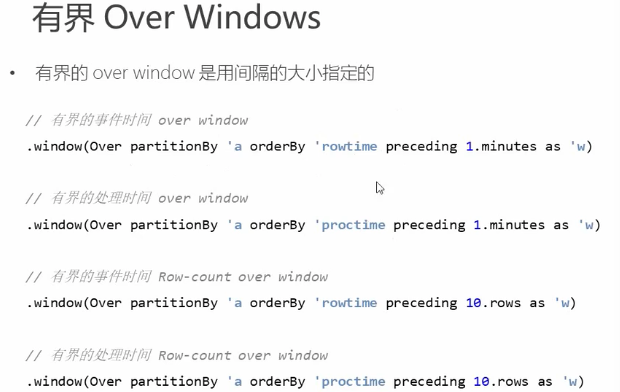 有界 Over Windows
• 有界的 over window 是用间隔的大小指定的
// 有界的事件时间 over window
.window(Over partitionBy 'a orderBy 'rowtime preceding 1.minutes as 'w)
// 有界的处理时间 over window
.window(Over partitionBy 'a orderBy 'proctime preceding 1.minutes as 'w)
// 有界的事件时间 Row-count over window
.window(Over partitionBy 'a orderBy 'rowtime preceding 10.rows as 'w)
// 有界的处理时间 Row-count over window
.window(Over partitionBy 'a orderBy 'proctime preceding 10.rows as 'w)